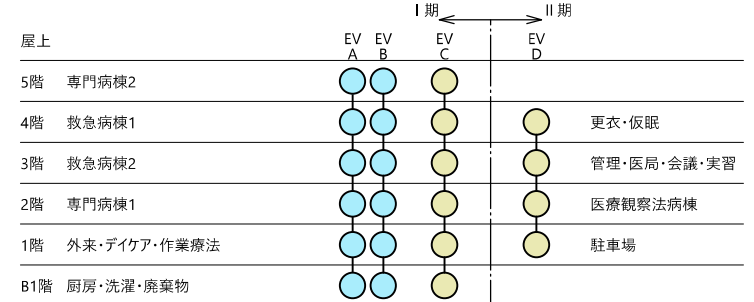 Ⅰ期 Ⅱ期
屋上 EV A EV B EV C EV D
5階 専門病棟2
4階 救急病棟1 更衣・仮眠
3階 救急病棟2 管理・医局・会議・実習
2階 専門病棟1 医療観察法病棟
1階 外来・デイケア・作業療法 駐車場
B1階 厨房・洗濯・廃棄物